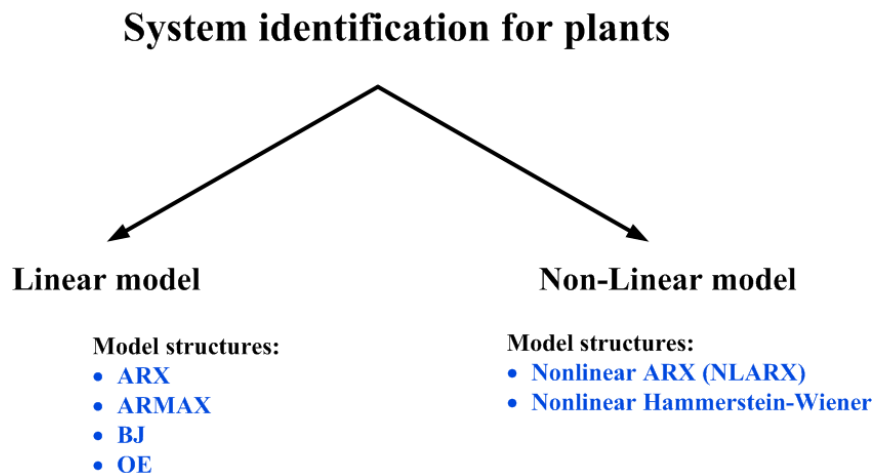 System identification for plants
Linear model
Model structures:
• ARX
• ARMAX
• BJ
• OE
Non-Linear model
Model structures:
• Nonlinear ARX (NLARX)
• Nonlinear Hammerstein-Wiener